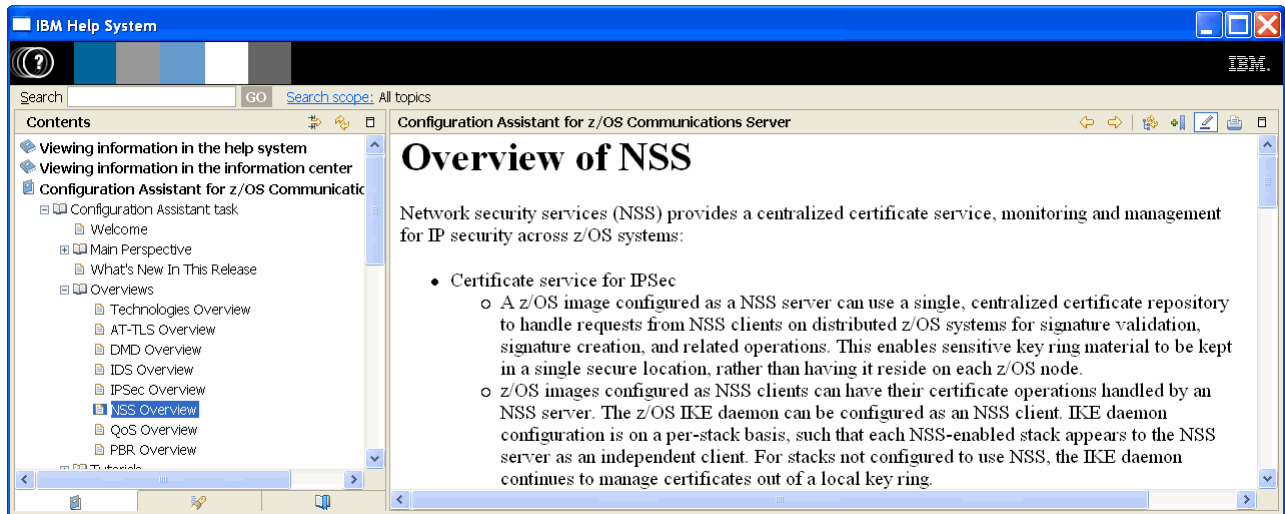 IBM Help System
IBM.
Search GO Search scope: All topics
Contents
Viewing information in the help system
Viewing information in the information center
Configuration Assistant for z/OS Communicatio
Configuration Assistant task
Welcome
Main Perspective
What's New In This Release
Overviews
Technologies Overview
AT-TLS Overview
DMD Overview
IDS Overview
IPSec Overview
NSS Overview
QoS Overview
PBR Overview
Tutorials
Configuration Assistant for z/OS Communications Server
Overview of NSS
Network security services (NSS) provides a centralized certificate service, monitoring and management
for IP security across z/OS systems:
Certificate service for IPSec
A z/OS image configured as a NSS server can use a single, centralized certificate repository
to handle requests from NSS clients on distributed z/OS systems for signature validation,
signature creation, and related operations. This enables sensitive key ring material to be kept
in a single secure location, rather than having it reside on each z/OS node.
z/OS images configured as NSS clients can have their certificate operations handled by an
NSS server. The z/OS IKE daemon can be configured as an NSS client. IKE daemon
configuration is on a per-stack basis, such that each NSS-enabled stack appears to the NSS
server as an independent client. For stacks not configured to use NSS, the IKE daemon
continues to manage certificates out of a local key ring.